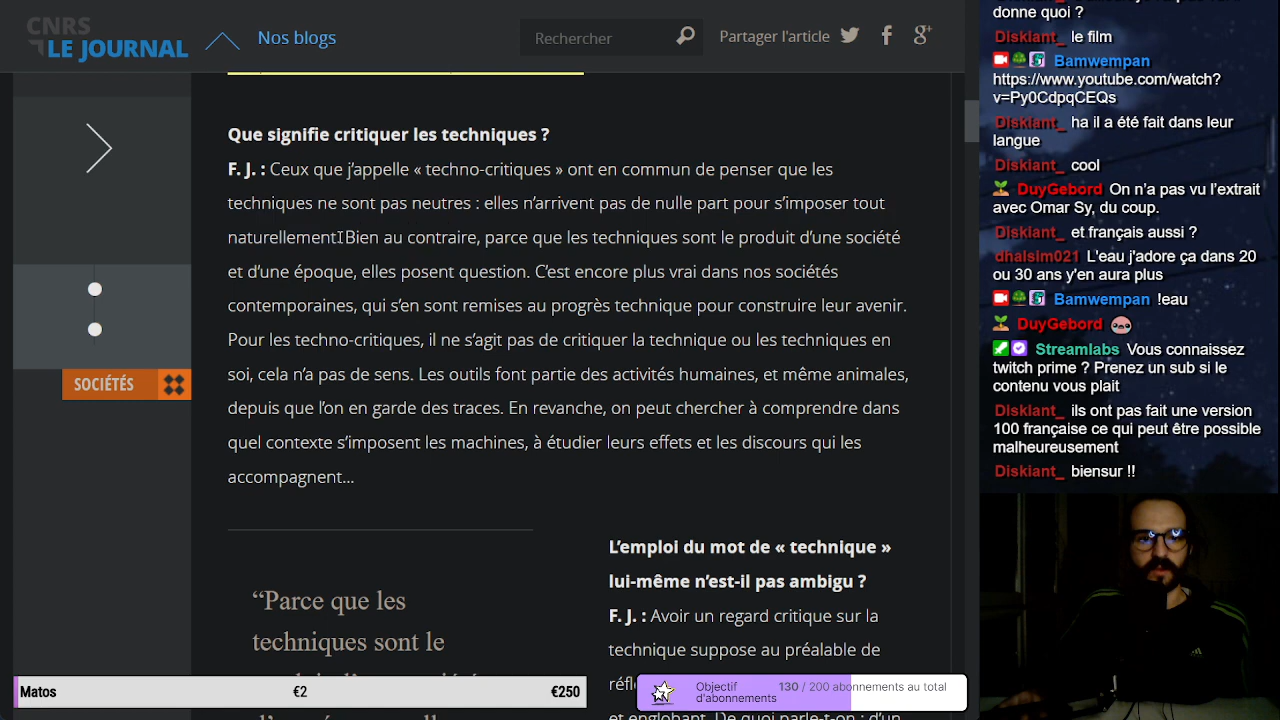 CNRS
LE JOURNAL
Nos blogs
Rechercher
Partager l'article
Que signifie critiquer les techniques ?
F. J. : Ceux que j’appelle « techno-critiques » ont en commun de penser que les
techniques ne sont pas neutres : elles n’arrivent pas de nulle part pour s’imposer tout
naturellement Bien au contraire, parce que les techniques sont le produit d’une société
et d’une époque, elles posent question. C’est encore plus vrai dans nos sociétés
contemporaines, qui s’en sont remises au progrès technique pour construire leur avenir.
Pour les techno-critiques, il ne s’agit pas de critiquer la technique ou les techniques en
soi, cela n’a pas de sens. Les outils font partie des activités humaines, et même animales,
depuis que l’on en garde des traces. En revanche, on peut chercher à comprendre dans
quel contexte s’imposent les machines, à étudier leurs effets et les discours qui les
accompagnent...
SOCIÉTÉS
“Parce que les
techniques sont le
L’emploi du mot de « technique »
lui-même n’est-il pas ambigu ?
F. J. : Avoir un regard critique sur la
technique suppose au préalable de
et englobant. De quoi parle-t-on : d’un
Matos
€2
€250
Objectif
d'abonnements
130 / 200 abonnements au total
donne quoi ?
Diskiant_ le film
Bamwempan
https://www.youtube.com/watch?
v=Py0CdpqCEQs
Diskiant_ ha il a été fait dans leur
langue
Diskiant_ cool
DuyGebord On n’a pas vu l’extrait
avec Omar Sy, du coup.
Diskiant_ et français aussi ?
dhalsim021 L'eau j'adore ça dans 20
ou 30 ans y'en aura plus
Bamwempan !eau
DuyGebord
Streamlabs Vous connaissez
twitch prime ? Prenez un sub si le
contenu vous plait
Diskiant_ ils ont pas fait une version
100 française ce qui peut être possible
malheureusement
Diskiant_ biensur !!